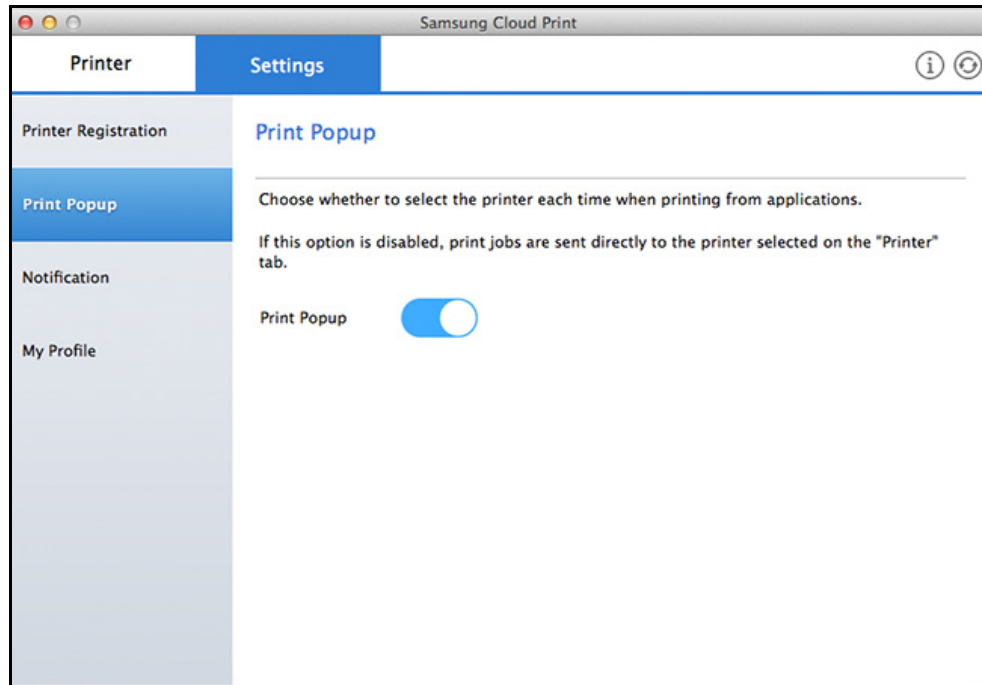 Samsung Cloud Print
Printer
Settings
Printer Registration
Print Popup
Notification
My Profile
Print Popup
Choose whether to select the printer each time when printing from applications.
If this option is disabled, print jobs are sent directly to the printer selected on the "Printer"
tab.
Print Popup